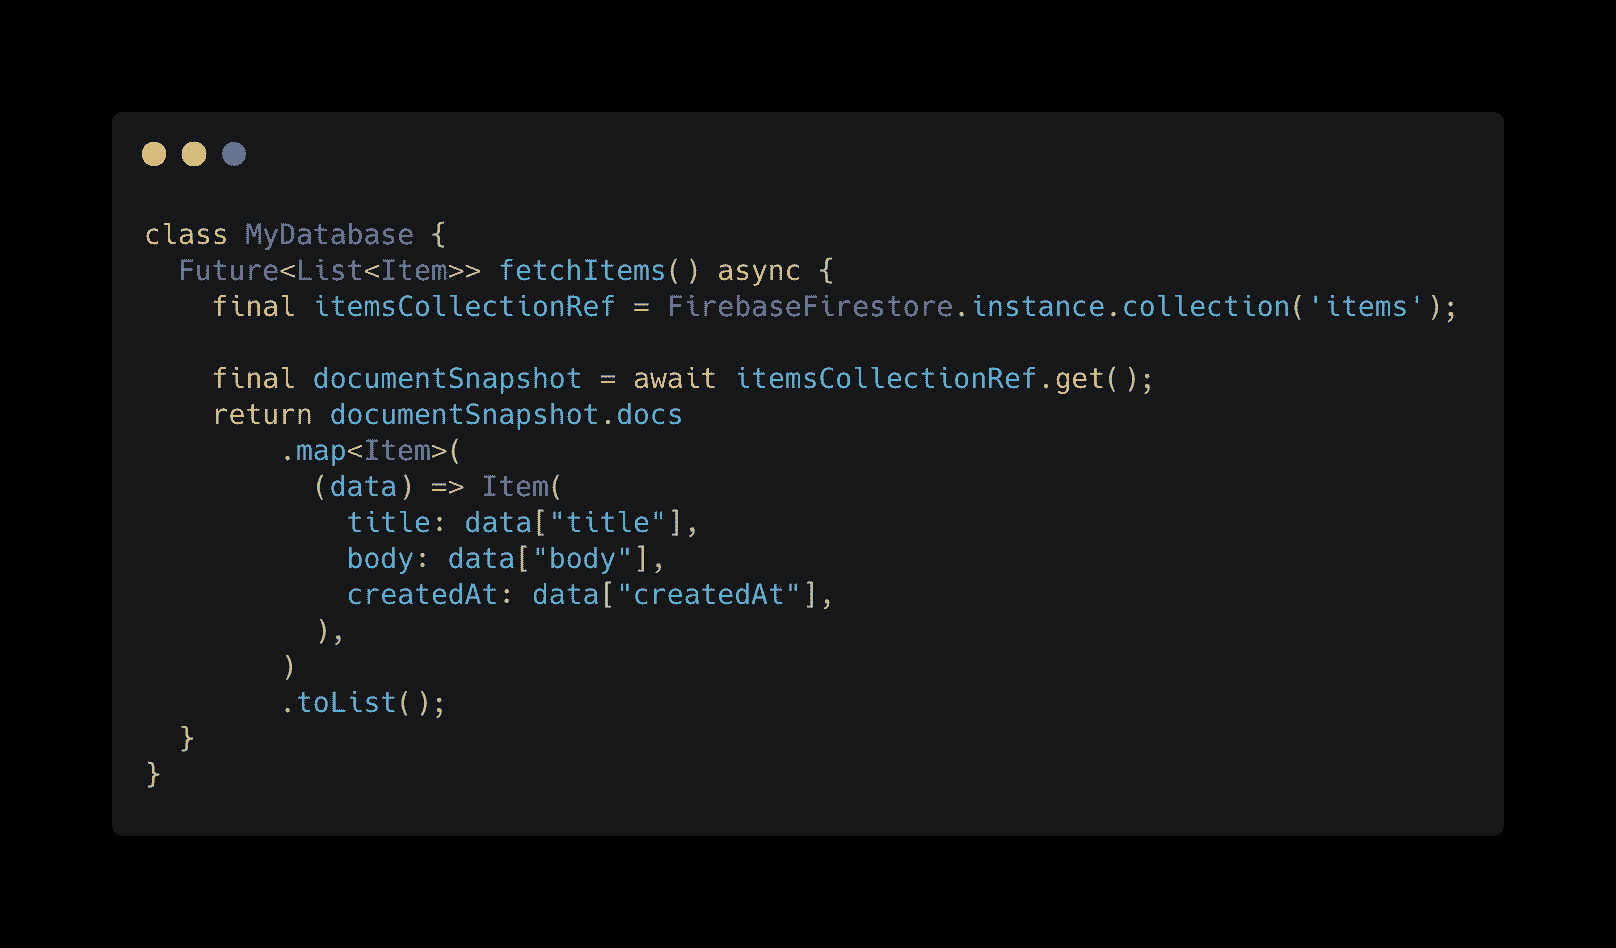 class MyDatabase {
  Future<List<Item>> fetchItems() async {
    final itemsCollectionRef = FirebaseFirestore.instance.collection('items');

    final documentSnapshot = await itemsCollectionRef.get();
    return documentSnapshot.docs
        .map<Item>(
          (data) => Item(
            title: data["title"],
            body: data["body"],
            createdAt: data["createdAt"],
          ),
        )
        .toList();
  }
}